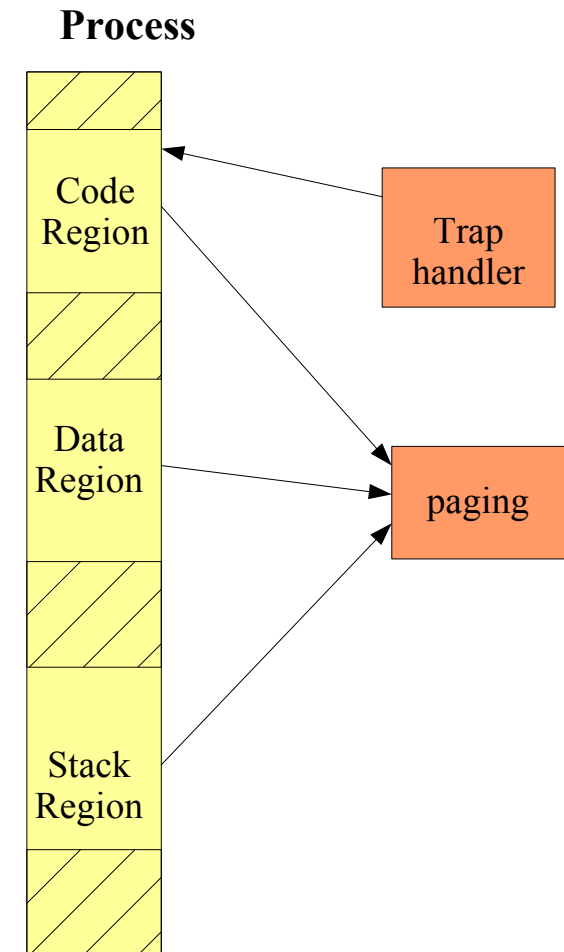 Process
Code
Region
Trap
handler
Data
Region
paging
Stack
Region